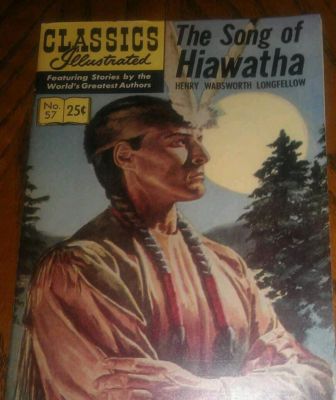 CLASSICS
Illustrated
Featuring Stories by the
World's Greatest Authors
No.
57
25¢
The Song of
Hiawatha
HENRY WADSWORTH LONGFELLOW